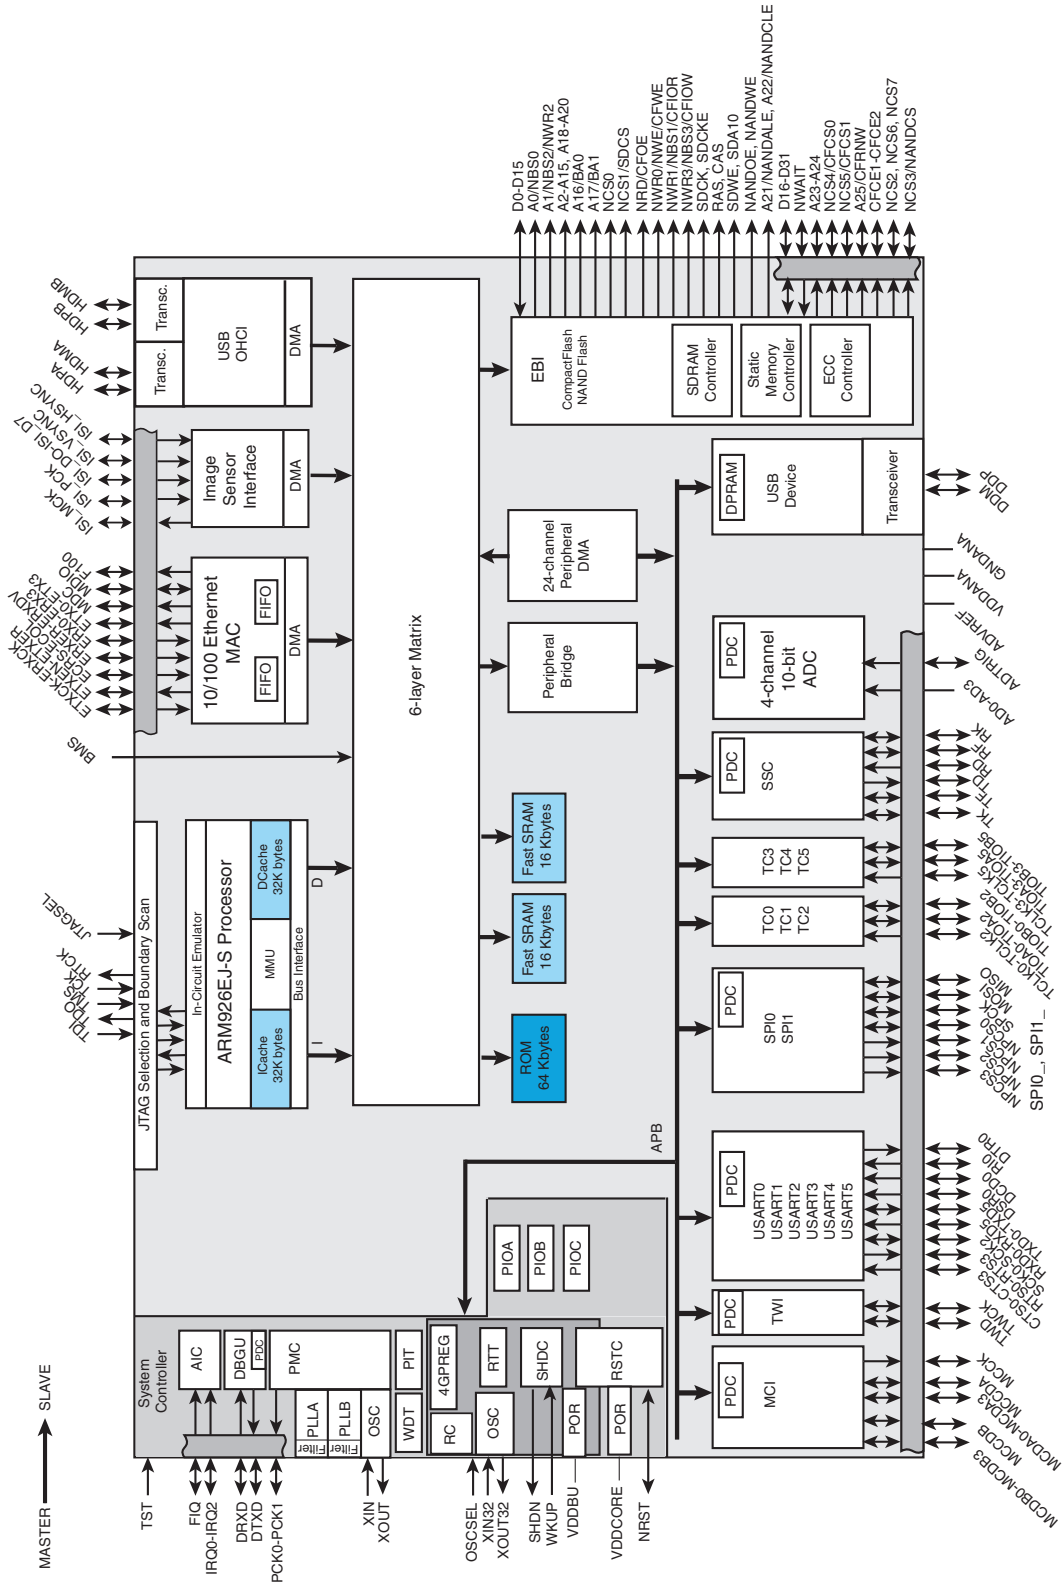 MASTER
SLAVE
TST
System
Controller
FIQ
IRQ0-IRQ2
DRXD
DTXD
PCK0-PCK1
XIN
XOUT
OSCSEL
XIN32
XOUT32
SHDN
WKUP
VDDBU
VDDCORE
NRST
AIC
DBGU
PDC
PMC
PLLA
Filter
PLLB
Filter
OSC
PIT
WDT
4GPREG
RC
RTT
OSC
SHDC
POR
RSTC
POR
PIOA
PIOB
PIOC
TDI
TDO
TMS
TCK
RTCK
JTAGSEL
JTAG Selection and Boundary Scan
In-Circuit Emulator
ARM926EJ-S Processor
ICache
32K bytes
MMU
DCache
32K bytes
Bus Interface
I
D
BMS
ETXCK-ERXCK
ETXEN-ETXER
ECRS-ECOL
ERXER-ERXDV
ERX0-ERX3
ETX0-ETX3
MDC
MDIO
F100
10/100 Ethernet
MAC
FIFO
FIFO
DMA
ISI_MCK
ISI_PCK
ISI_DO-ISI_D7
ISI_VSYNC
ISI_HSYNC
Image
Sensor
Interface
DMA
HDPA
HDMA
HDPB
HDMB
Transc.
Transc.
USB
OHCI
DMA
6-layer Matrix
ROM
64 Kbytes
Fast SRAM
16 Kbytes
Fast SRAM
16 Kbytes
Peripheral
Bridge
24-channel
Peripheral
DMA
APB
EBI
CompactFlash
NAND Flash
SDRAM
Controller
Static
Memory
Controller
ECC
Controller
D0-D15
A0/NBS0
A1/NBS2/NWR2
A2-A15, A18-A20
A16/BA0
A17/BA1
NCS0
NCS1/SDCS
NRD/CFOE
NWR0/NWE/CFWE
NWR1/NBS1/CFIOR
NWR3/NBS3/CFIOW
SDCK, SDCKE
RAS, CAS
SDWE, SDA10
NANDOE, NANDWE
A21/NANDALE, A22/NANDCLE
D16-D31
NWAIT
A23-A24
NCS4/CFCS0
NCS5/CFCS1
A25/CFRNW
CFCE1-CFCE2
NCS2, NCS6, NCS7
NCS3/NANDCS
PDC
MCI
PDC
TWI
PDC
USART0
USART1
USART2
USART3
USART4
USART5
PDC
SPI0
SPI1
TC0
TC1
TC2
TC3
TC4
TC5
PDC
SSC
PDC
4-channel
10-bit
ADC
DPRAM
USB
Device
Transceiver
MCDB0-MCDB3
MCCDB
MCDA0-MCDA3
MCCDA
MCCK
TWD
TWCK
CTS0-CTS3
RTS0-RTS3
SCK0-SCK2
RXD0-RXD5
TXD0-TXD5
DSR0
DCD0
RI0
DTR0
NPCS3
NPCS2
NPCS1
NPCS0
SPCK
MOSI
MISO
SPI0_, SPI1_
TCLK0-TCLK2
TIOA0-TIOA2
TIOB0-TIOB2
TCLK3-TCLK5
TIOA3-TIOA5
TIOB3-TIOB5
TK
TF
TD
RD
RF
RK
AD0-AD3
ADTRIG
ADVREF
VDDANA
GNDANA
DDM
DDP